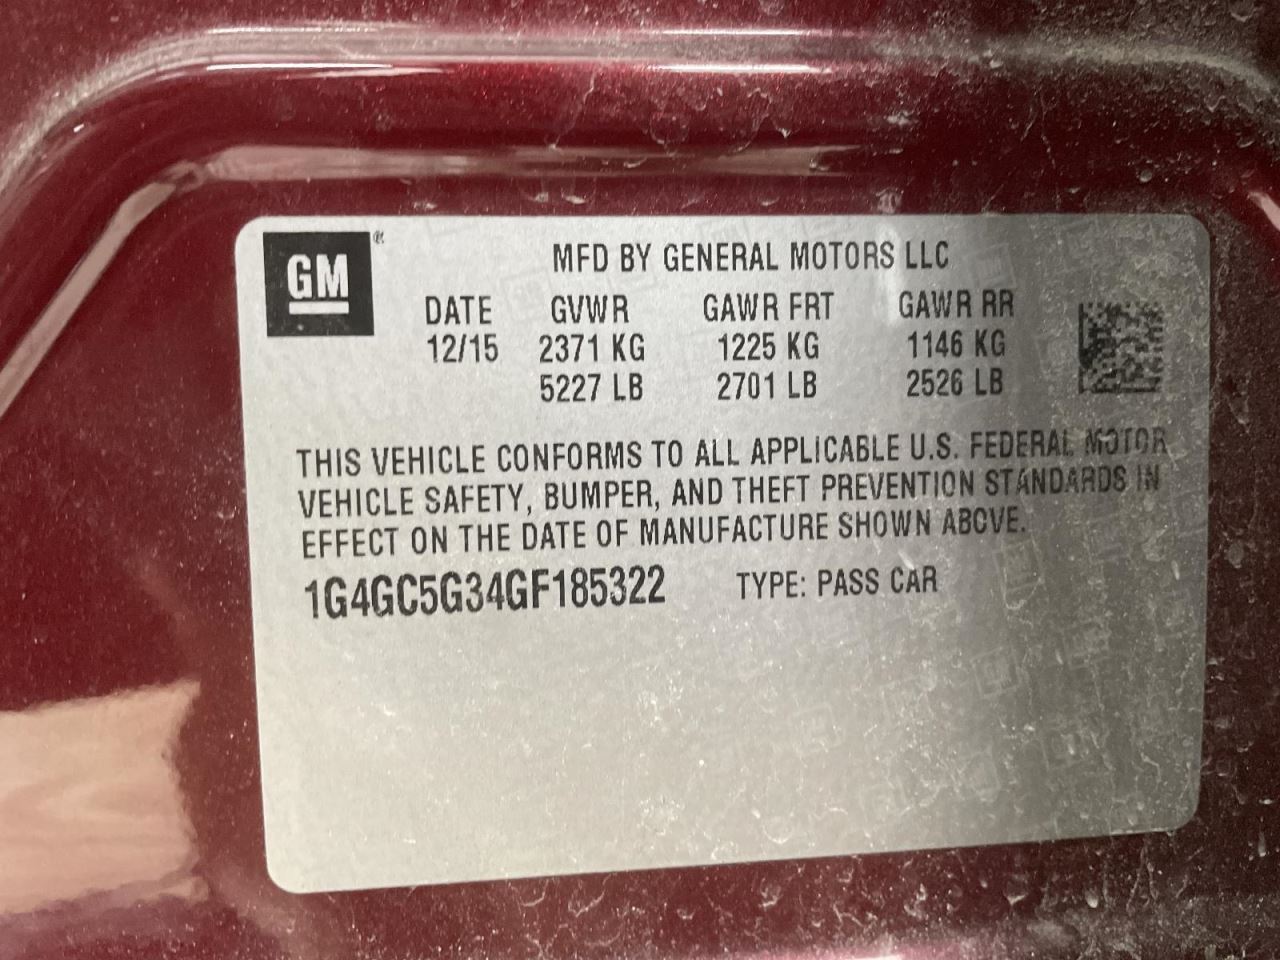 GM®
MFD BY GENERAL MOTORS LLC
DATE GVWR GAWR FRT GAWR RR
12/15 2371 KG 1225 KG 1146 KG
5227 LB 2701 LB 2526 LB
THIS VEHICLE CONFORMS TO ALL APPLICABLE U.S. FEDERAL MOTOR
VEHICLE SAFETY, BUMPER, AND THEFT PREVENTION STANDARDS IN
EFFECT ON THE DATE OF MANUFACTURE SHOWN ABOVE.
1G4GC5G34GF185322 TYPE: PASS CAR